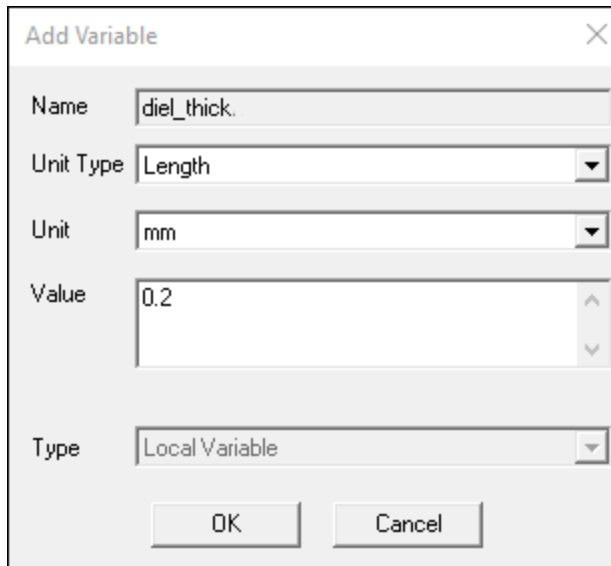 Add Variable
Name diel_thick.
Unit Type Length
Unit mm
Value 0.2
Type Local Variable
OK Cancel